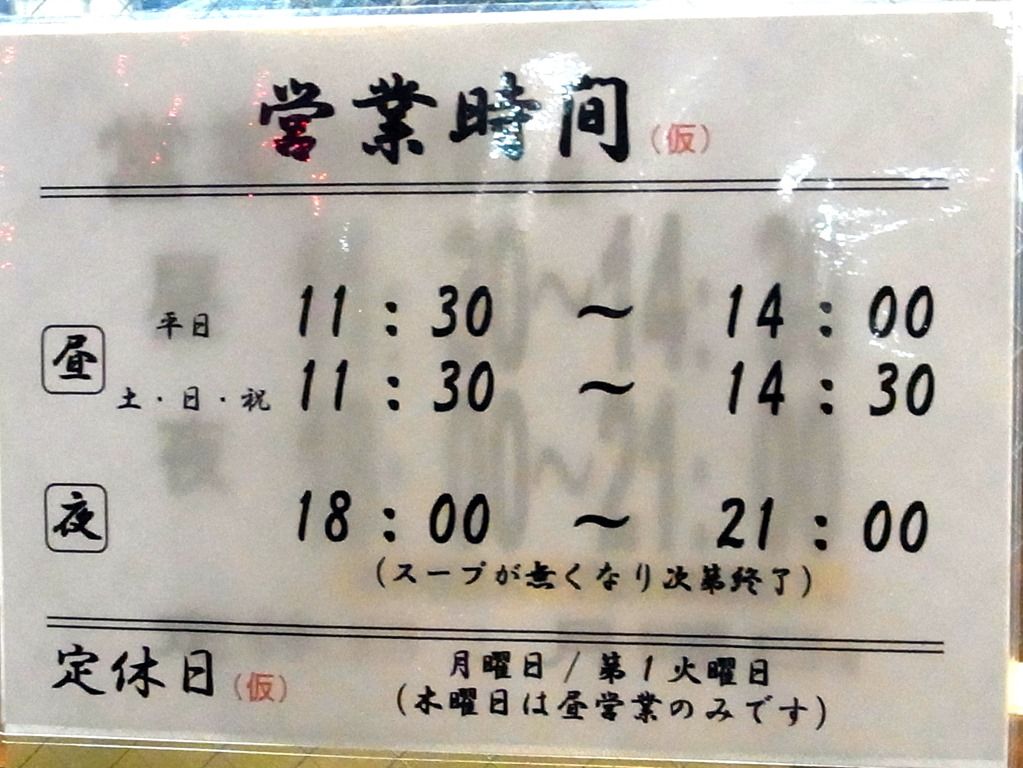 営業時間(仮)
昼 平日 11:30 ~ 14:00
土・日・祝 11:30 ~ 14:30
夜 18:00 ~ 21:00
(スープが無くなり次第終了)
定休日(仮) 月曜日/第1火曜日
(水曜日は昼営業のみです)